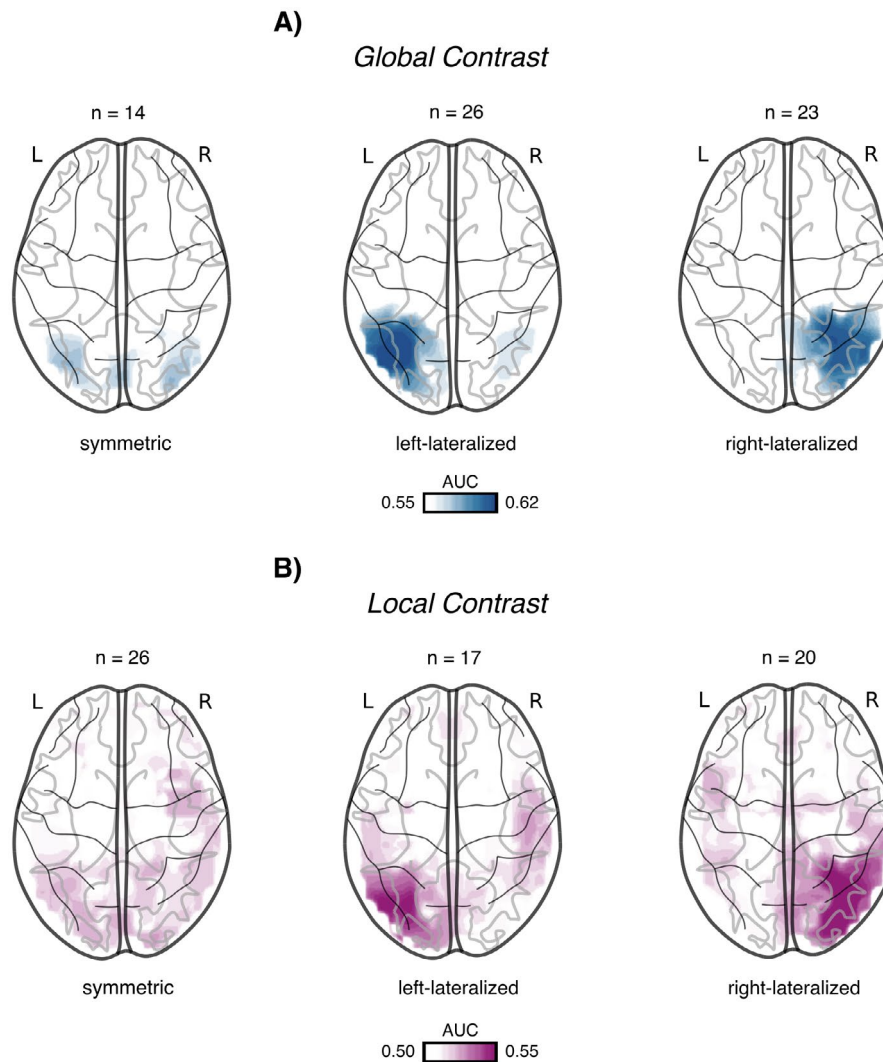 A)
Global Contrast
n = 14 n = 26 n = 23
L R L R L R
symmetric left-lateralized right-lateralized
AUC
0.55 0.62
B)
Local Contrast
n = 26 n = 17 n = 20
L R L R L R
symmetric left-lateralized right-lateralized
AUC
0.50 0.55